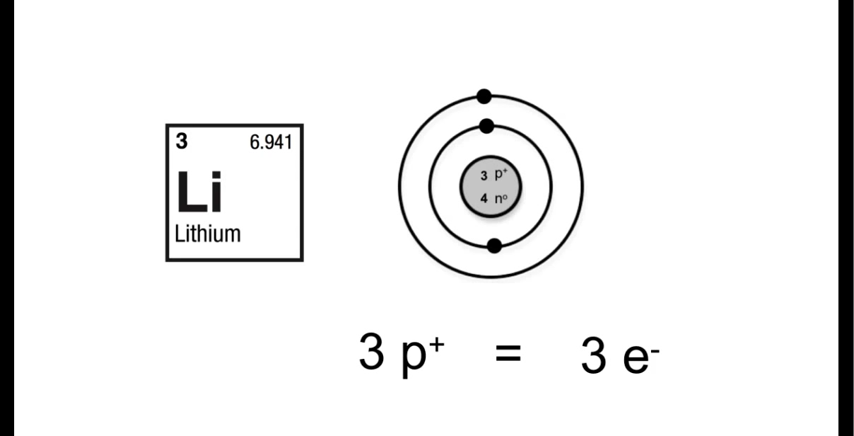 3 6.941
Li
Lithium
3 p⁺
4 n⁰
3 p⁺ = 3 e⁻